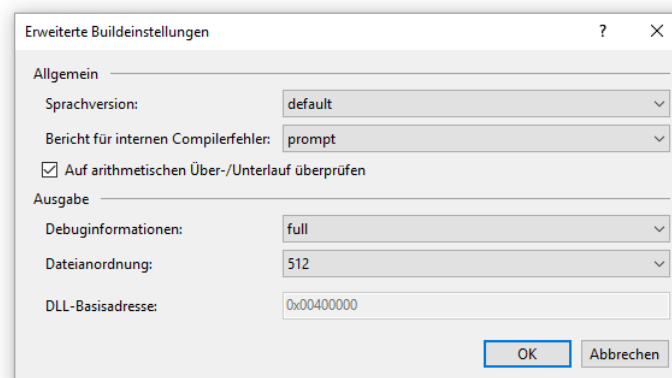 Erweiterte Buildeinstellungen ? ×
Allgemein
Sprachversion: default
Bericht für internen Compilerfehler: prompt
Auf arithmetischen Über-/Unterlauf überprüfen
Ausgabe
Debuginformationen: full
Dateianordnung: 512
DLL-Basisadresse: 0x00400000
OK Abbrechen